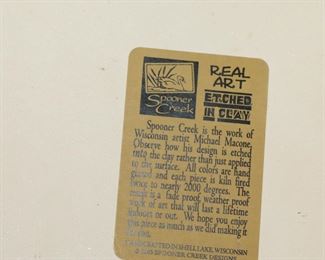 REAL
ART
Spooner
Creek
ETCHED
IN CLAY
Spooner Creek is the work of
Wisconsin artist Michael Macone.
Observe how his design is etched
into the clay rather than just applied
to the surface. All colors are hand
glazed and each piece is kiln fired
twice to nearly 2000 degrees. The
result is fade proof, weather proof
work of art that will last a lifetime
indoors or out. We hope you enjoy
this piece as much as we did making it
for you.
HANDCRAFTED IN SHELL LAKE, WISCONSIN
SPOONER CREEK DESIGNS